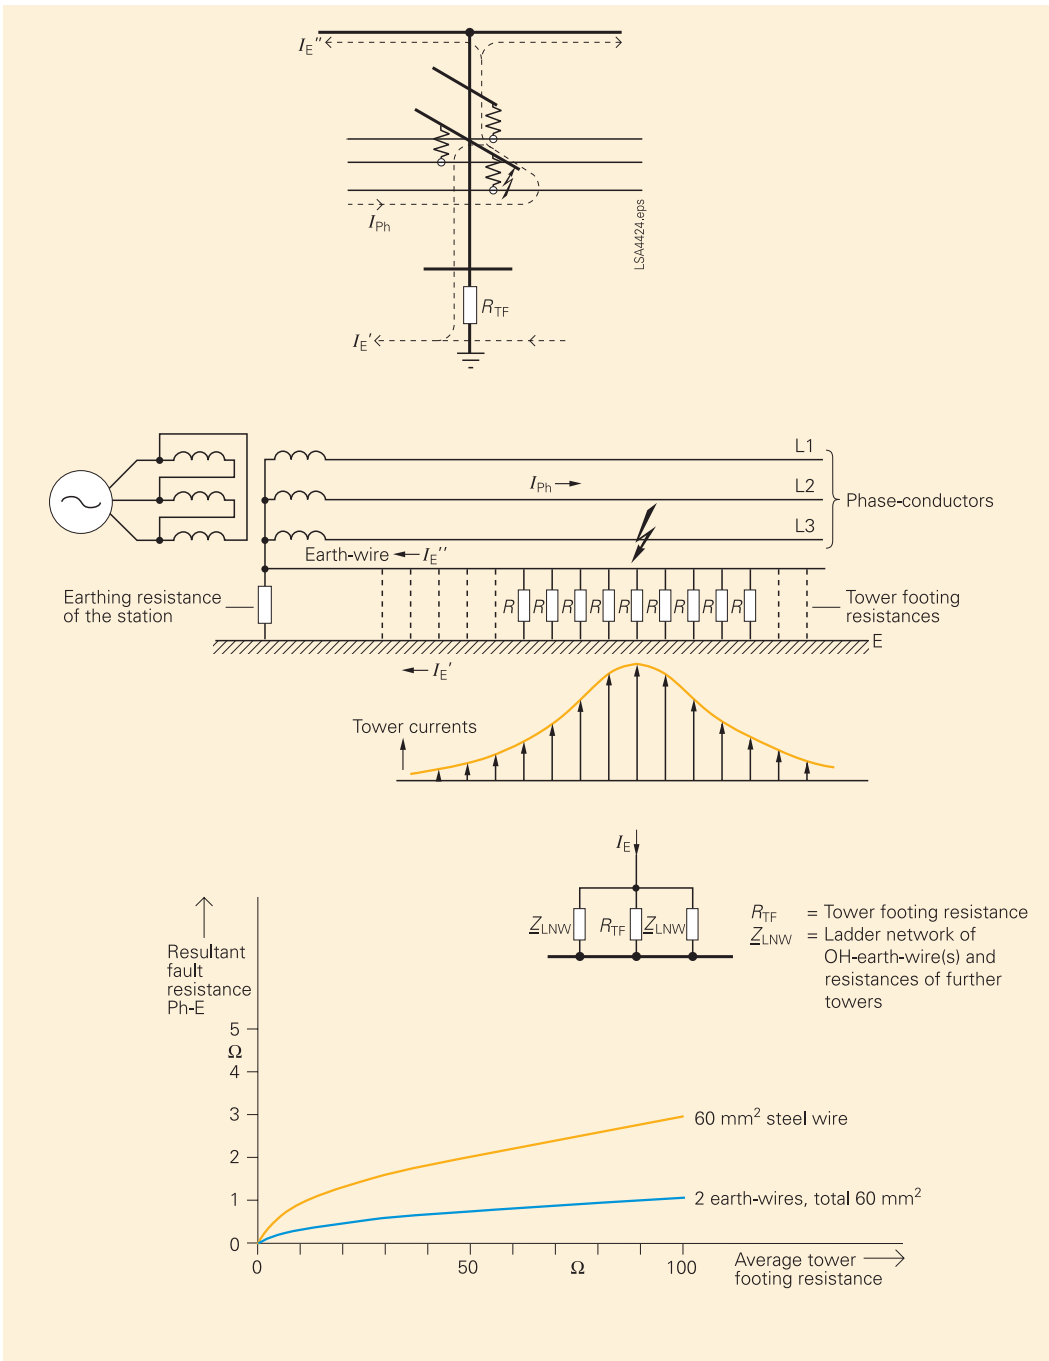 I_E''
I_Ph
LSA4424.eps
R_TF
I_E'
L1
I_Ph
L2
Phase-conductors
L3
Earth-wire I_E''
Earthing resistance
of the station
R R R R R R R R R
Tower footing
resistances
E
I_E'
Tower currents
I_E
Z_LNW R_TF Z_LNW
R_TF = Tower footing resistance
Z_LNW = Ladder network of
OH-earth-wire(s) and
resistances of further
towers
Resultant
fault
resistance
Ph-E
5
Ω
4
3
60 mm² steel wire
2
1
2 earth-wires, total 60 mm²
0
0 50 Ω 100
Average tower
footing resistance